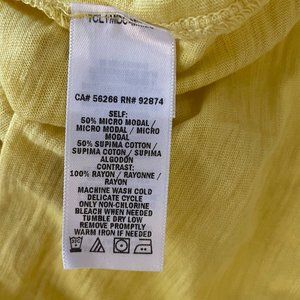 CA# 56266 RN# 92874
SELF:
50% MICRO MODAL /
MICRO MODAL / MICRO
MODAL
50% SUPIMA COTTON /
SUPIMA COTON / SUPIMA
ALGODÓN
CONTRAST:
100% RAYON / RAYONNE /
RAYON
MACHINE WASH COLD
DELICATE CYCLE
ONLY NON-CHLORINE
BLEACH WHEN NEEDED
TUMBLE DRY LOW
REMOVE PROMPTLY
WARM IRON IF NEEDED